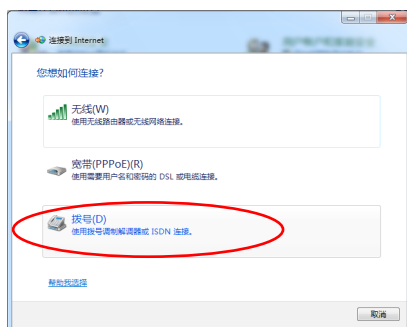 连接到 Internet
您想如何连接?
无线(W)
使用无线路由器或无线网络连接。
宽带(PPPoE)(R)
使用需要用户名和密码的 DSL 或电缆连接。
拨号(D)
使用拨号调制解调器或 ISDN 连接。
帮助我选择
取消